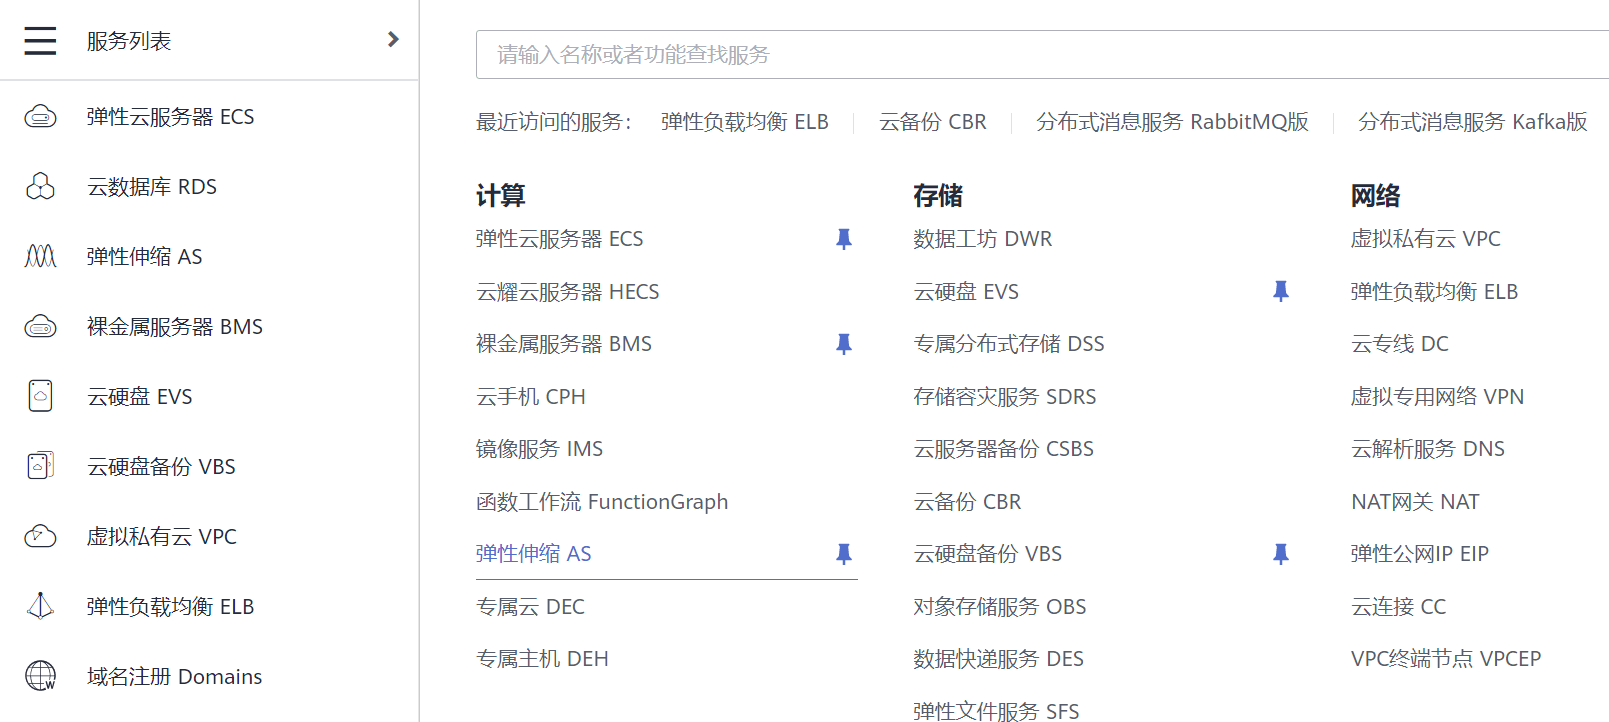 服务列表
弹性云服务器 ECS
云数据库 RDS
弹性伸缩 AS
裸金属服务器 BMS
云硬盘 EVS
云硬盘备份 VBS
虚拟私有云 VPC
弹性负载均衡 ELB
域名注册 Domains
请输入名称或者功能查找服务
最近访问的服务： 弹性负载均衡 ELB 云备份 CBR 分布式消息服务 RabbitMQ版 分布式消息服务 Kafka版
计算
弹性云服务器 ECS
云耀云服务器 HECS
裸金属服务器 BMS
云手机 CPH
镜像服务 IMS
函数工作流 FunctionGraph
弹性伸缩 AS
专属云 DEC
专属主机 DEH
存储
数据工坊 DWR
云硬盘 EVS
专属分布式存储 DSS
存储容灾服务 SDRS
云服务器备份 CSBS
云备份 CBR
云硬盘备份 VBS
对象存储服务 OBS
数据快递服务 DES
弹性文件服务 SFS
网络
虚拟私有云 VPC
弹性负载均衡 ELB
云专线 DC
虚拟专用网络 VPN
云解析服务 DNS
NAT网关 NAT
弹性公网IP EIP
云连接 CC
VPC终端节点 VPCEP